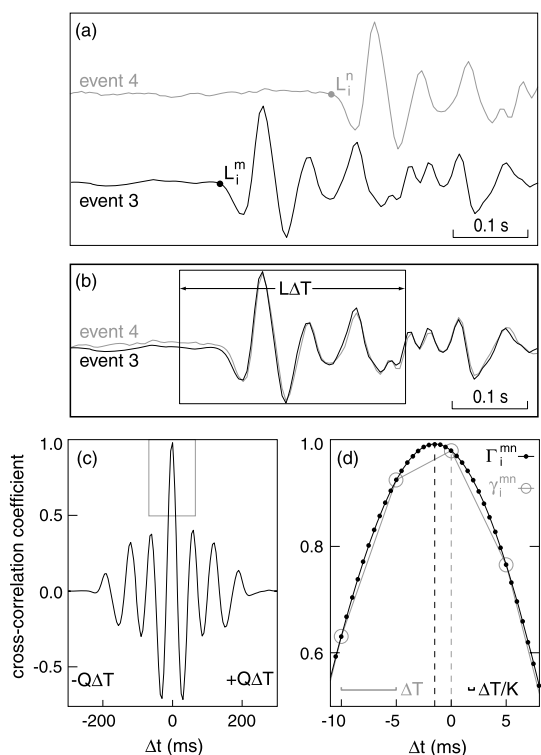 (a)
event 4
L_i^n
L_i^m
event 3
0.1 s
(b)
LΔT
event 4
event 3
0.1 s
(c)
1.0
0.5
0.0
-0.5
cross-correlation coefficient
-QΔT
+QΔT
-200
0
200
Δt (ms)
(d)
1.0
0.8
0.6
Γ_i^mn
γ_i^mn
ΔT
ΔT/K
-10
-5
0
5
Δt (ms)